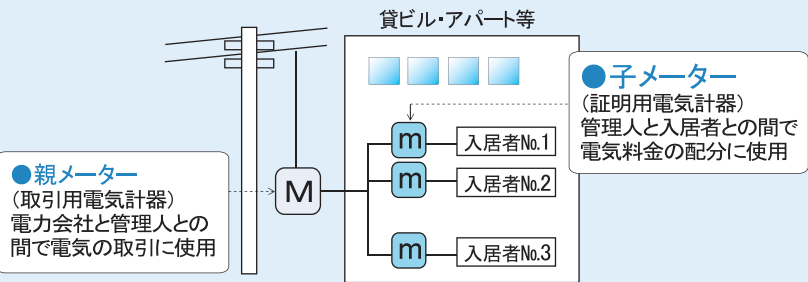 貸ビル・アパート等
●子メーター
(証明用電気計器)
管理人と入居者との間で
電気料金の配分に使用
m
入居者No.1
m
入居者No.2
m
入居者No.3
M
●親メーター
(取引用電気計器)
電力会社と管理人との
間で電気の取引に使用